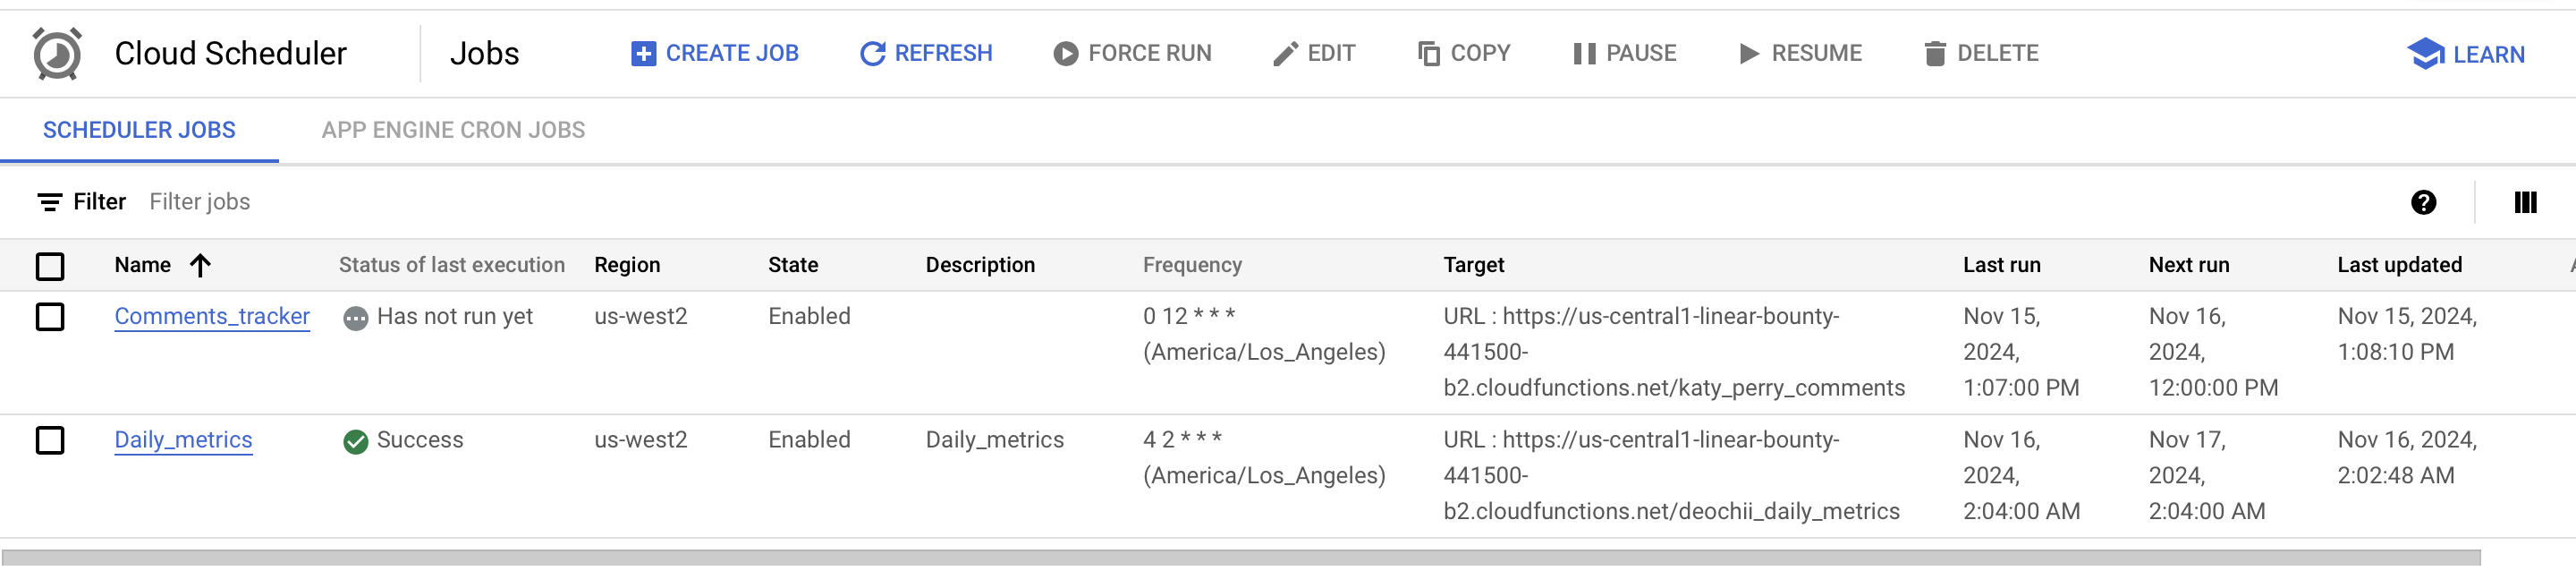 Cloud Scheduler Jobs CREATE JOB REFRESH FORCE RUN EDIT COPY PAUSE RESUME DELETE LEARN
SCHEDULER JOBS APP ENGINE CRON JOBS
Filter Filter jobs
Name Status of last execution Region State Description Frequency Target Last run Next run Last updated
Comments_tracker Has not run yet us-west2 Enabled 0 12 * * * URL : https://us-central1-linear-bounty- Nov 15, Nov 16, Nov 15, 2024,
(America/Los_Angeles) 441500- 2024, 2024, 1:08:10 PM
b2.cloudfunctions.net/katy_perry_comments 1:07:00 PM 12:00:00 PM
Daily_metrics Success us-west2 Enabled Daily_metrics 4 2 * * * URL : https://us-central1-linear-bounty- Nov 16, Nov 17, Nov 16, 2024,
(America/Los_Angeles) 441500- 2024, 2024, 2:02:48 AM
b2.cloudfunctions.net/deochii_daily_metrics 2:04:00 AM 2:04:00 AM